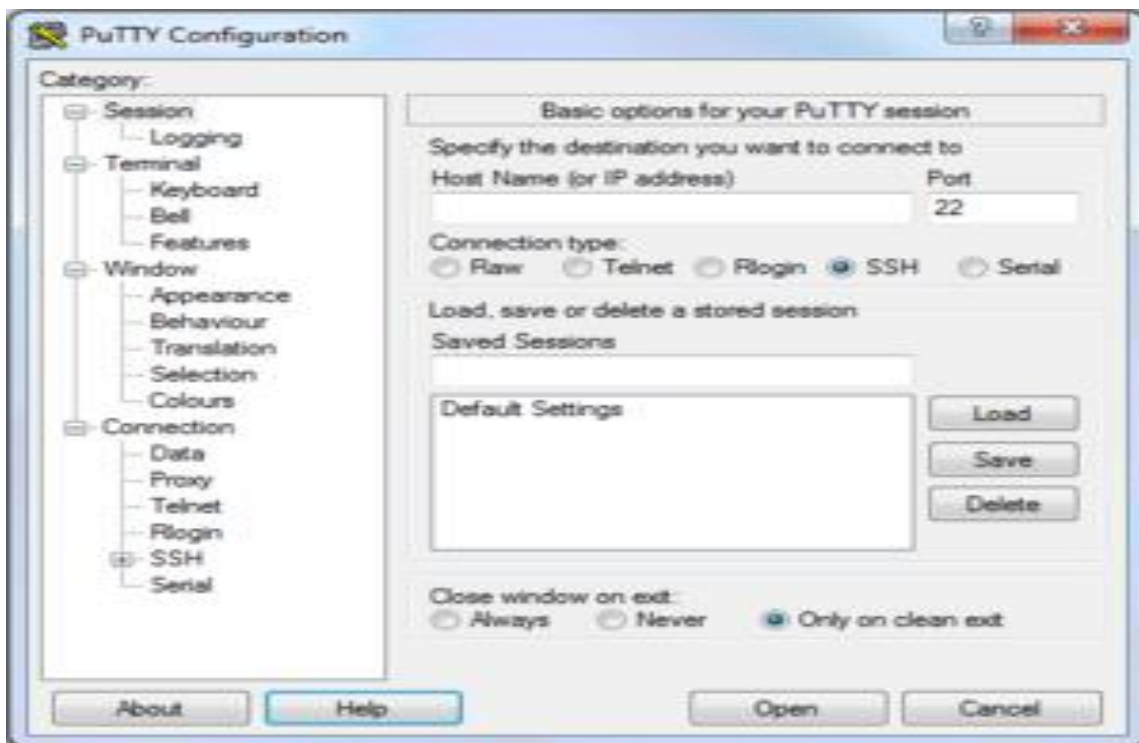 PuTTY Configuration
Category:
Session
Logging
Terminal
Keyboard
Bell
Features
Window
Appearance
Behaviour
Translation
Selection
Colours
Connection
Data
Proxy
Telnet
Rlogin
SSH
Serial
Basic options for your PuTTY session
Specify the destination you want to connect to
Host Name (or IP address) Port
22
Connection type:
Raw Telnet Rlogin SSH Serial
Load, save or delete a stored session
Saved Sessions
Default Settings
Load
Save
Delete
Close window on exit:
Always Never Only on clean exit
About Help Open Cancel